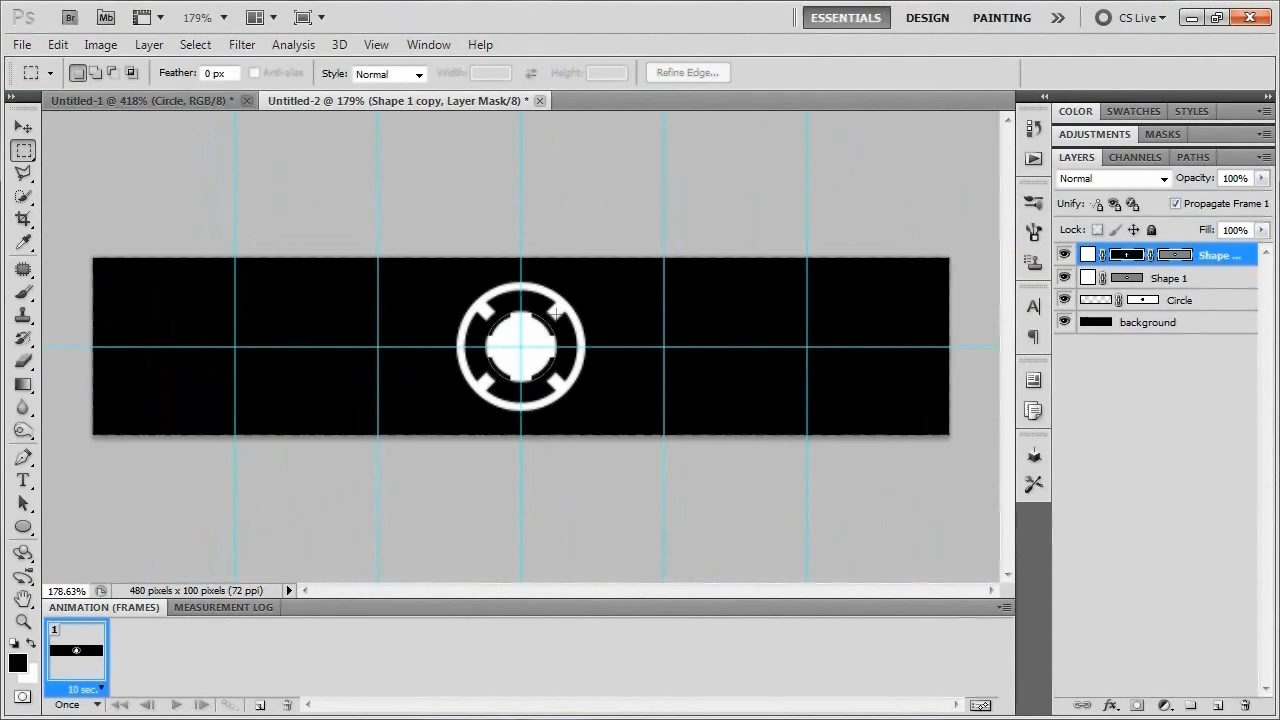 Ps Br Mb 179% ESSENTIALS DESIGN PAINTING CS Live
File Edit Image Layer Select Filter Analysis 3D View Window Help
Feather: 0 px Anti-alias Style: Normal Width: Height: Refine Edge...
Untitled-1 @ 418% (Circle, RGB/8) * Untitled-2 @ 179% (Shape 1 copy, Layer Mask/8) *
COLOR SWATCHES STYLES
ADJUSTMENTS MASKS
LAYERS CHANNELS PATHS
Normal Opacity: 100%
Unify: Propagate Frame 1
Lock: Fill: 100%
Shape ...
Shape 1
Circle
background
178.63% 480 pixels x 100 pixels (72 ppi)
ANIMATION (FRAMES) MEASUREMENT LOG
1
10 sec.
Once